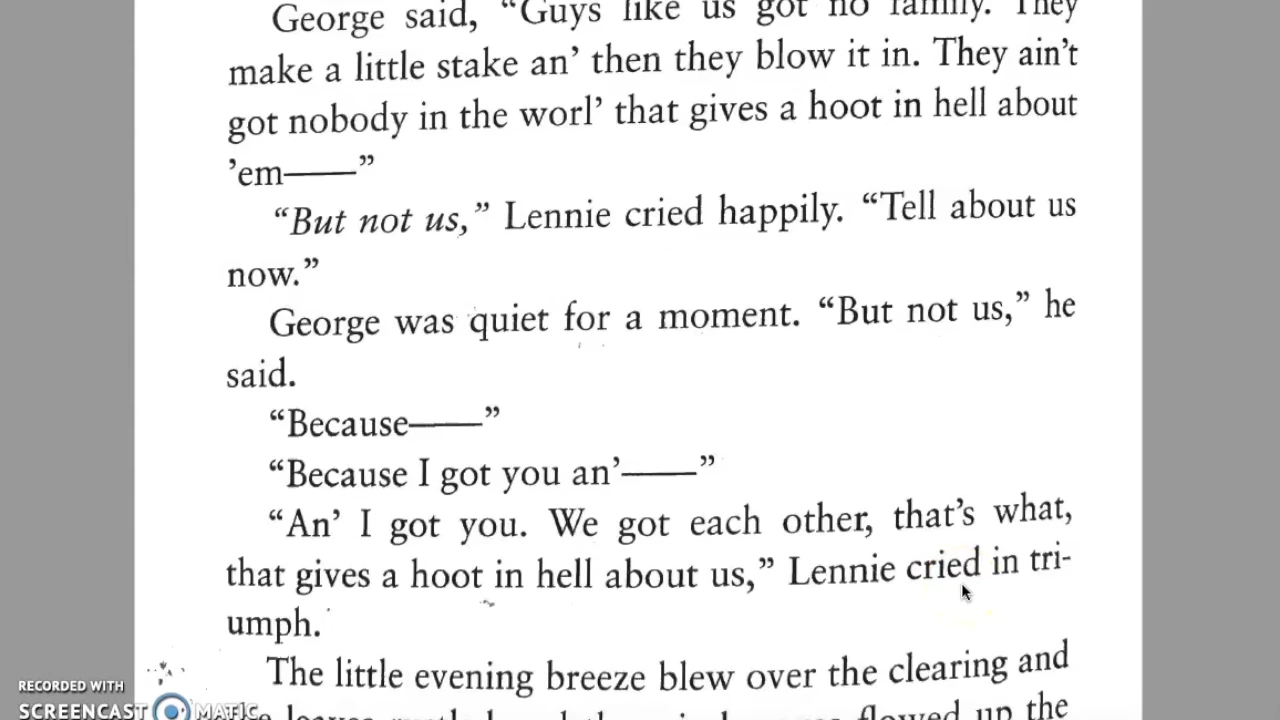 George said, “Guys like us got no family. They
make a little stake an’ then they blow it in. They ain’t
got nobody in the worl’ that gives a hoot in hell about
’em——”
“But not us,” Lennie cried happily. “Tell about us
now.”
George was quiet for a moment. “But not us,” he
said.
“Because——”
“Because I got you an’——”
“An’ I got you. We got each other, that’s what,
that gives a hoot in hell about us,” Lennie cried in tri-
umph.
The little evening breeze blew over the clearing and
leaves flowed up the
RECORDED WITH
SCREENCAST MATIC